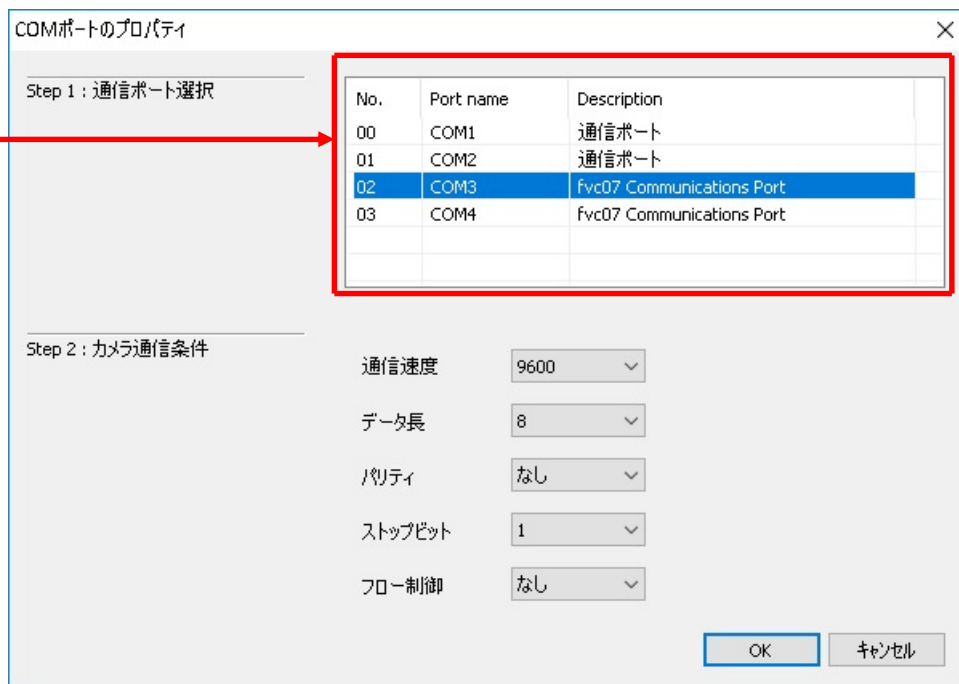 COMポートのプロパティ
Step 1 : 通信ポート選択
No. Port name Description
00 COM1 通信ポート
01 COM2 通信ポート
02 COM3 fvc07 Communications Port
03 COM4 fvc07 Communications Port
Step 2 : カメラ通信条件
通信速度 9600
データ長 8
パリティ なし
ストップビット 1
フロー制御 なし
OK キャンセル